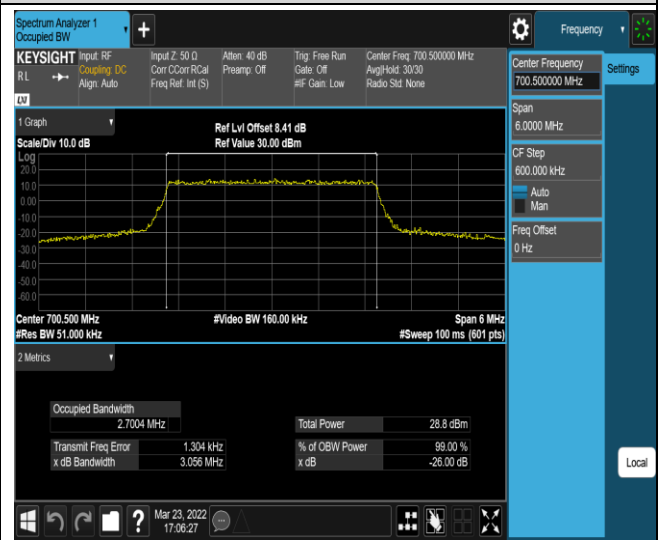 Spectrum Analyzer 1
Occupied BW
+
Frequency
KEYSIGHT
R L
LXI
Input: RF
Coupling: DC
Align: Auto
Input Z: 50 Ω
Corr CCorr RCal
Freq Ref: Int (S)
Atten: 40 dB
Preamp: Off
Trig: Free Run
Gate: Off
#IF Gain: Low
Center Freq: 700.500000 MHz
Avg|Hold: 30/30
Radio Std: None
1 Graph
Scale/Div 10.0 dB
Ref Lvl Offset 8.41 dB
Ref Value 30.00 dBm
Log
20.0
10.0
0.00
-10.0
-20.0
-30.0
-40.0
-50.0
-60.0
Center 700.500 MHz
#Res BW 51.000 kHz
#Video BW 160.00 kHz
Span 6 MHz
#Sweep 100 ms (601 pts)
2 Metrics
Occupied Bandwidth
2.7004 MHz
Total Power 28.8 dBm
Transmit Freq Error 1.304 kHz
% of OBW Power 99.00 %
x dB Bandwidth 3.056 MHz
x dB -26.00 dB
Mar 23, 2022
17:06:27
?
Center Frequency
700.500000 MHz
Settings
Span
6.0000 MHz
CF Step
600.000 kHz
Auto
Man
Freq Offset
0 Hz
Local